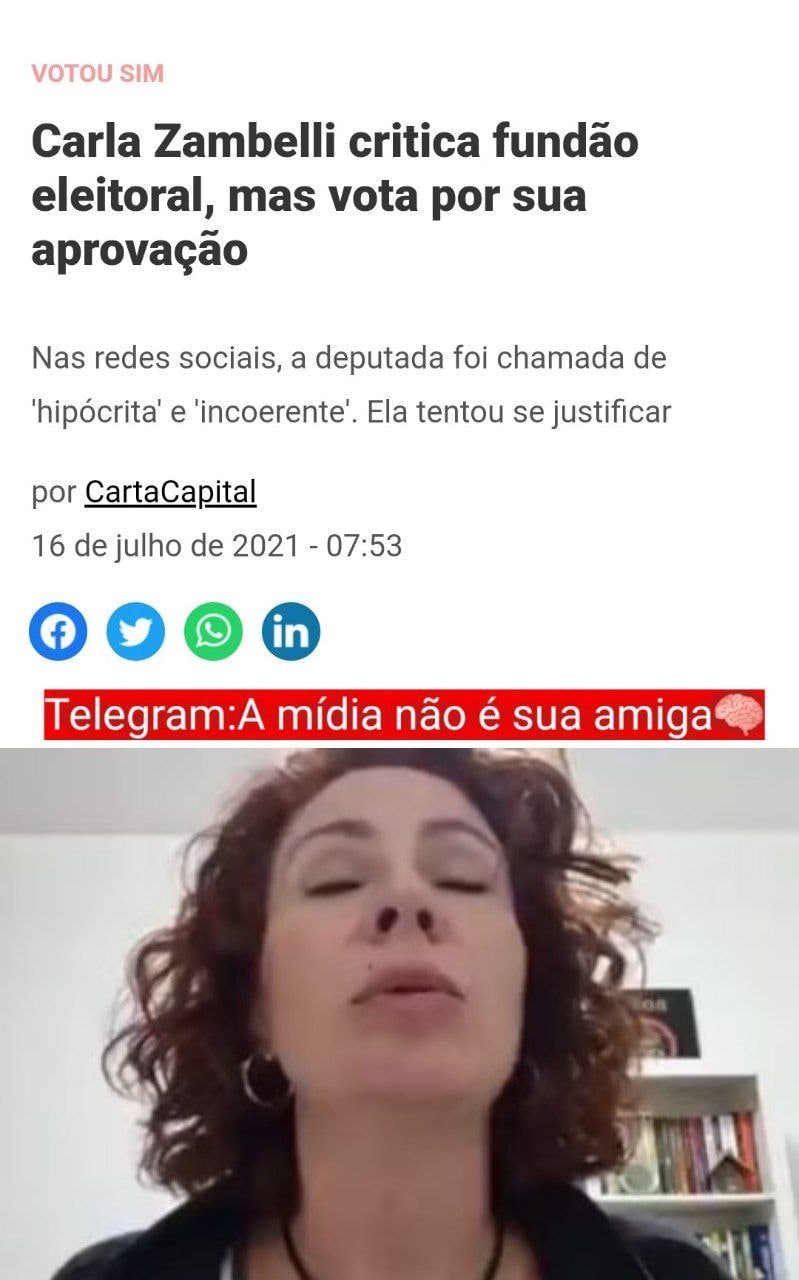 VOTOU SIM
Carla Zambelli critica fundão
eleitoral, mas vota por sua
aprovação
Nas redes sociais, a deputada foi chamada de
'hipócrita' e 'incoerente'. Ela tentou se justificar
por CartaCapital
16 de julho de 2021 - 07:53
in
Telegram:A mídia não é sua amiga🧠